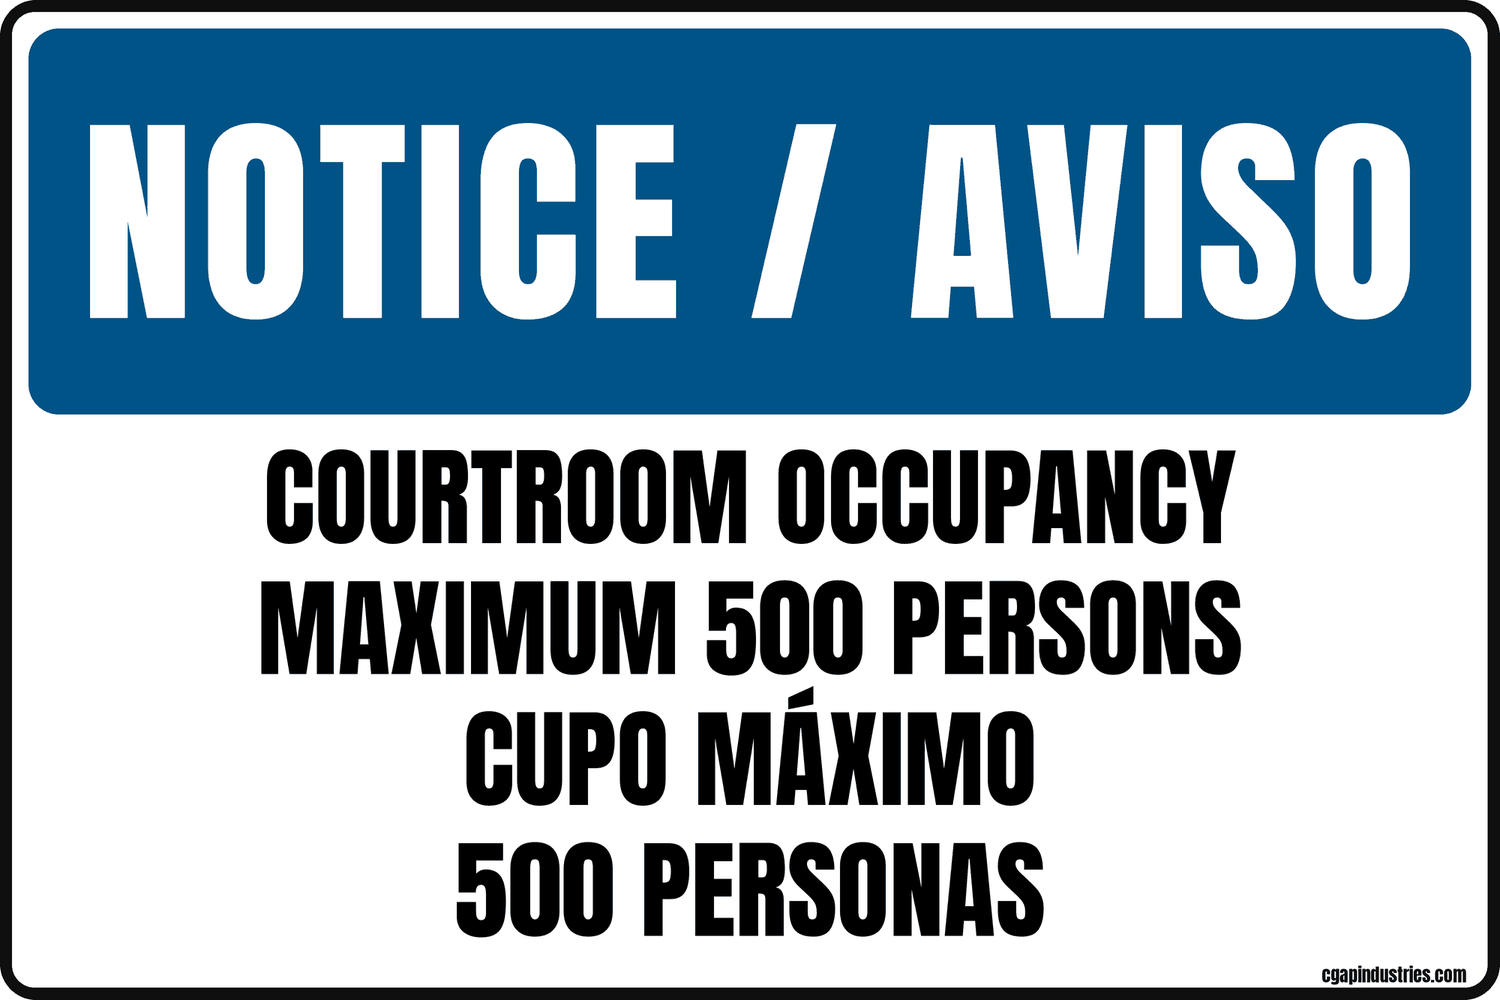 NOTICE / AVISO
COURTROOM OCCUPANCY
MAXIMUM 500 PERSONS
CUPO MÁXIMO
500 PERSONAS
cgapindustries.com